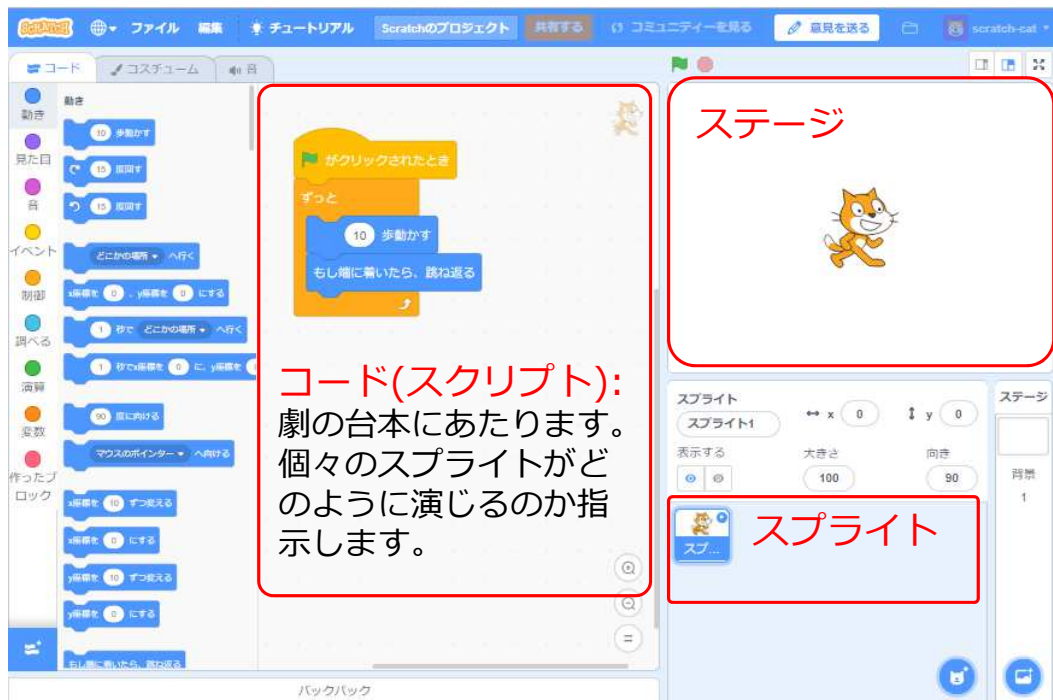 SCRATCH
ファイル 編集 チュートリアル Scratchのプロジェクト 共有する コミュニティーを見る 意見を送る scratch-cat
コード コスチューム 音
動き
見た目
音
イベント
制御
調べる
演算
変数
作ったブ
ロック
動き
10 歩動かす
15 度回す
15 度回す
どこかの場所 へ行く
x座標を 0 、y座標を 0 にする
1 秒で どこかの場所 へ行く
1 秒でx座標を 0 に、y座標を
90 度に向ける
マウスのポインター へ向ける
x座標を 10 ずつ変える
x座標を 0 にする
y座標を 10 ずつ変える
y座標を 0 にする
もし端に着いたら、跳ね返る
がクリックされたとき
ずっと
10 歩動かす
もし端に着いたら、跳ね返る
コード(スクリプト):
劇の台本にあたります。
個々のスプライトがど
のように演じるのか指
示します。
バックパック
ステージ
スプライト
スプライト1 x 0 y 0
表示する 大きさ 向き
100 90
スプ...
スプライト
ステージ
背景
1